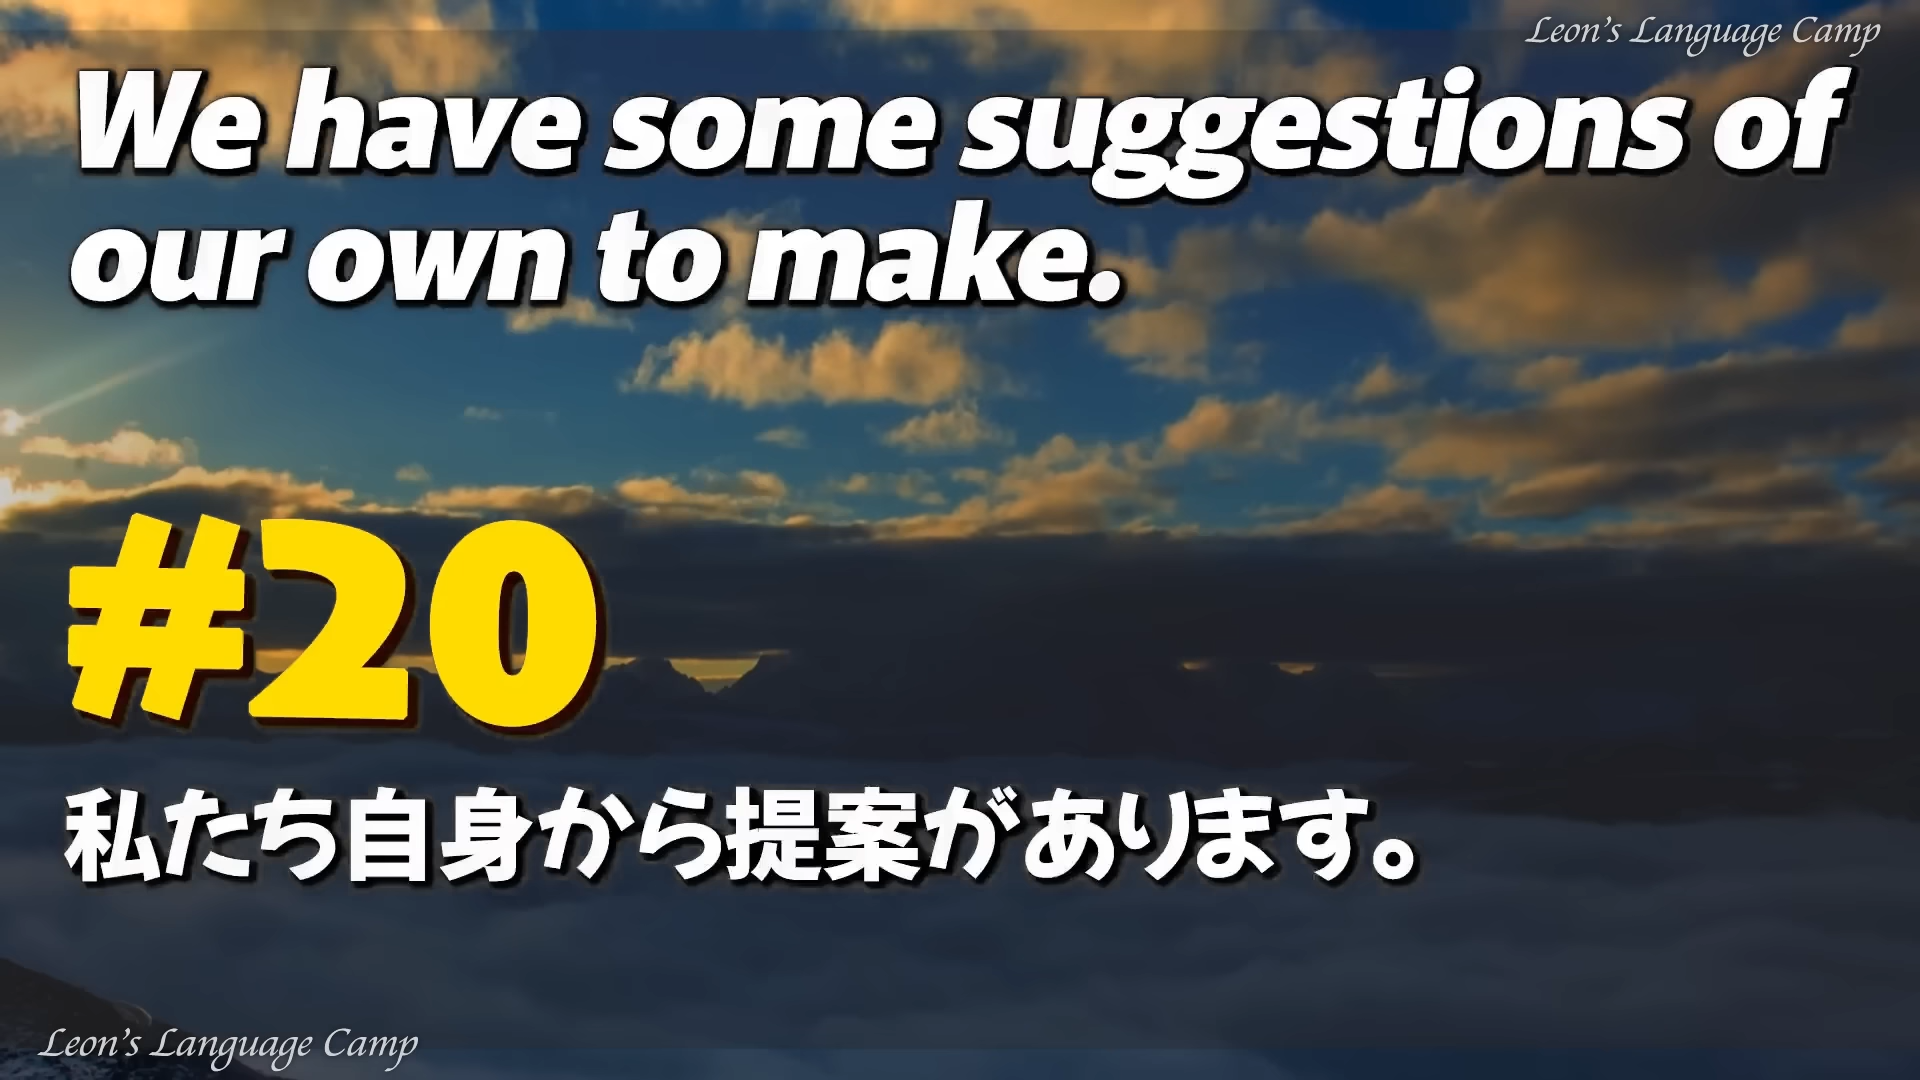 Leon's Language Camp
We have some suggestions of
our own to make.
#20
私たち自身から提案があります。
Leon's Language Camp